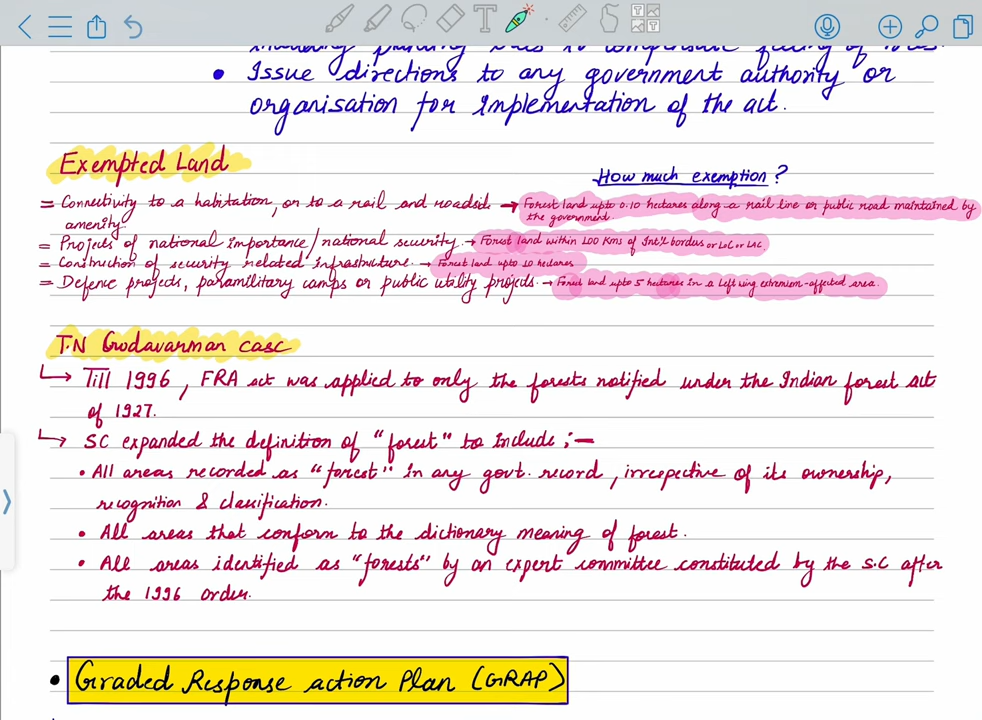 including planting trees to compensate felling of trees.
• Issue directions to any government authority or
organisation for implementation of the act.
Exempted Land
How much exemption ?
= Connectivity to a habitation, or to a rail and roadside → Forest land upto 0.10 hectares along a rail line or public road maintained by
amenity. the government.
= Projects of national importance/national security. → Forest land within 100 Kms of Int'l borders or LoC or LAC
= Construction of security related infrastructure. → Forest land upto 10 hectares
= Defence projects, paramilitary camps or public utility projects. → Forest land upto 5 hectares in a Left wing extremism-affected area.
T.N Godavarman case
↳ Till 1996, FRA act was applied to only the forests notified under the Indian forest act
of 1927.
↳ SC expanded the definition of "forest" to include ;-
• All areas recorded as "forest" in any govt. record, irrespective of its ownership,
recognition & classification.
• All areas that conform to the dictionary meaning of forest.
• All areas identified as "forests" by an expert committee constituted by the S.C after
the 1996 order.
• Graded Response action Plan (GRAP)